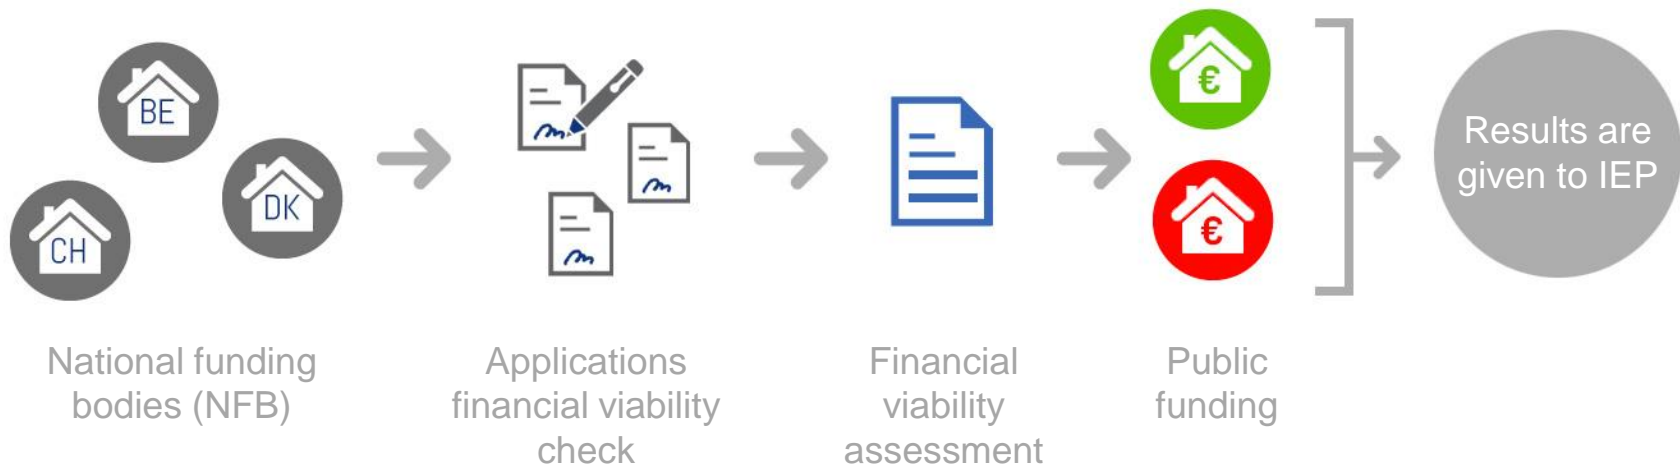 BE
DK
CH
€
€
Results are
given to IEP
National funding
bodies (NFB)
Applications
financial viability
check
Financial
viability
assessment
Public
funding